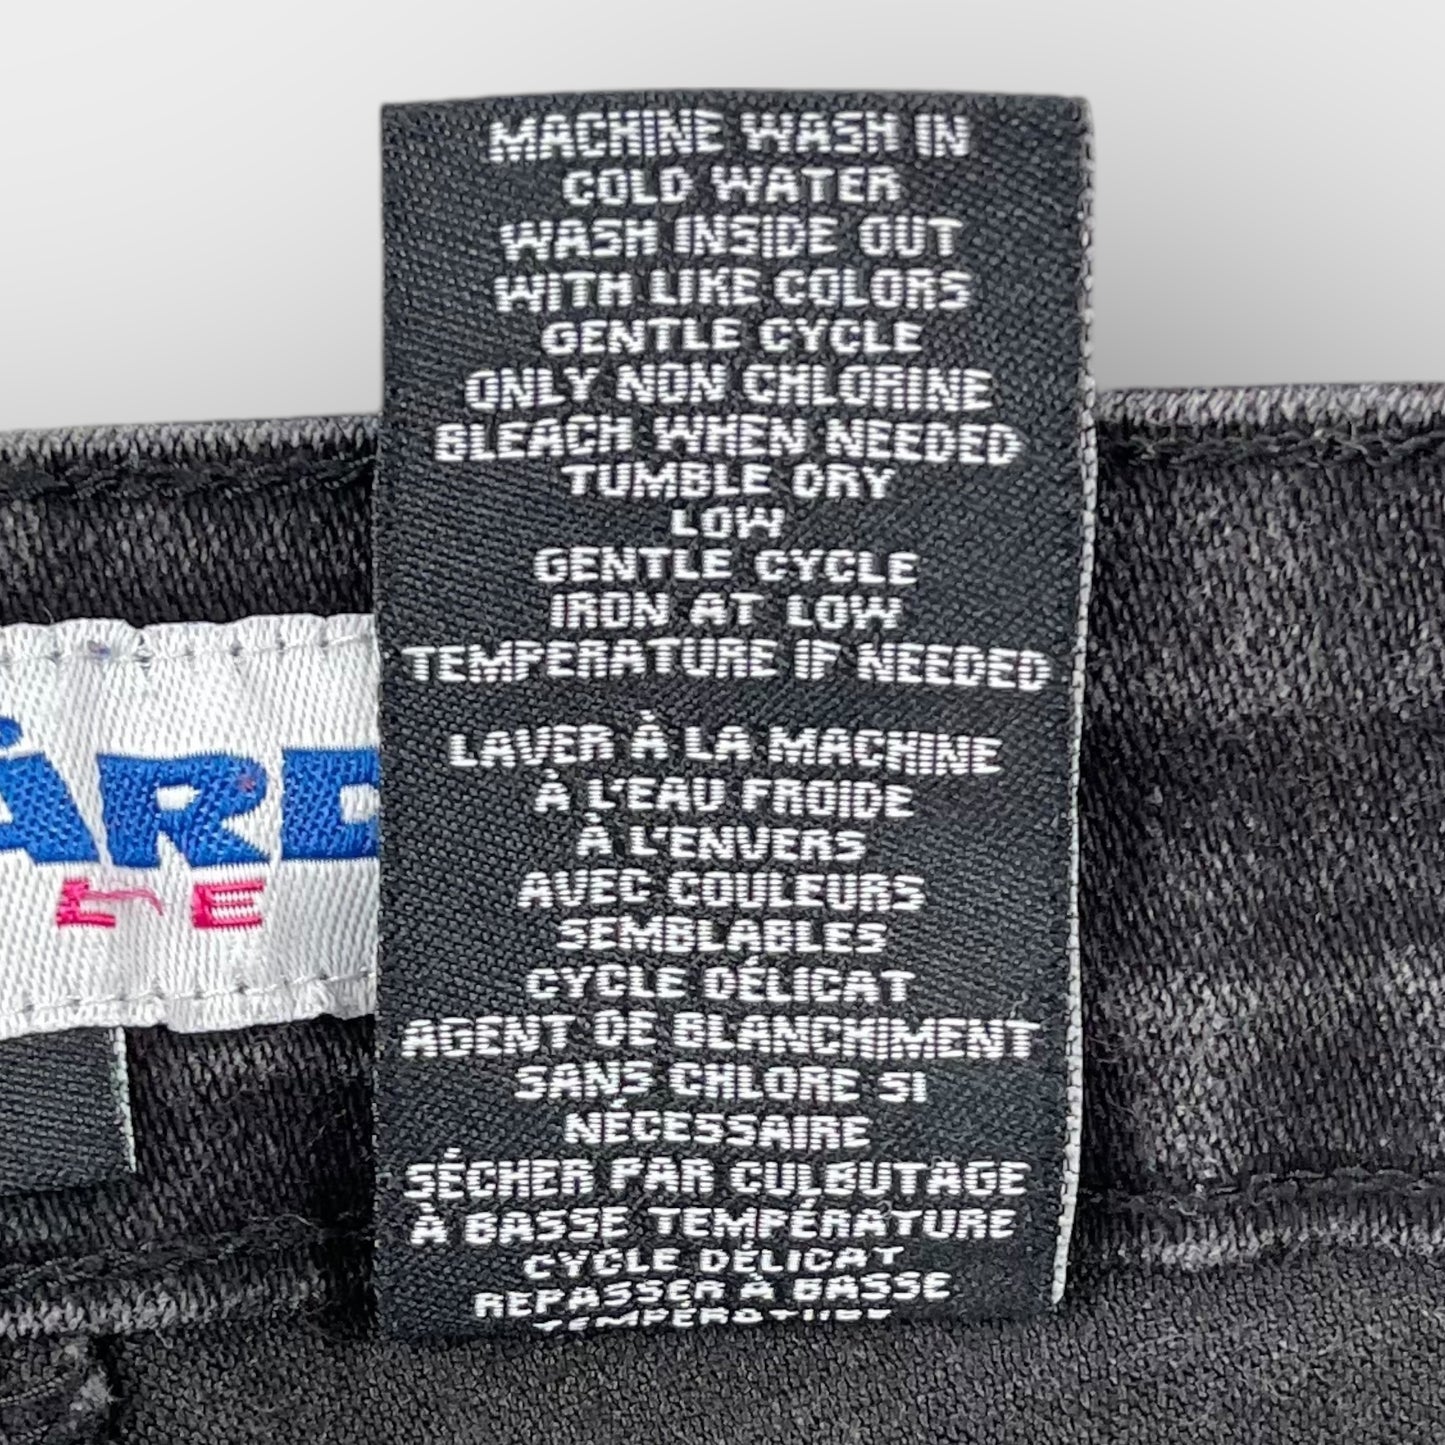 MACHINE WASH IN
COLD WATER
WASH INSIDE OUT
WITH LIKE COLORS
GENTLE CYCLE
ONLY NON CHLORINE
BLEACH WHEN NEEDED
TUMBLE DRY
LOW
GENTLE CYCLE
IRON AT LOW
TEMPERATURE IF NEEDED
LAVER À LA MACHINE
À L'EAU FROIDE
À L'ENVERS
AVEC COULEURS
SEMBLABLES
CYCLE DÉLICAT
AGENT DE BLANCHIMENT
SANS CHLORE SI
NÉCESSAIRE
SÉCHER PAR CULBUTAGE
À BASSE TEMPÉRATURE
CYCLE DÉLICAT
REPASSER À BASSE
TEMPÉRATURE